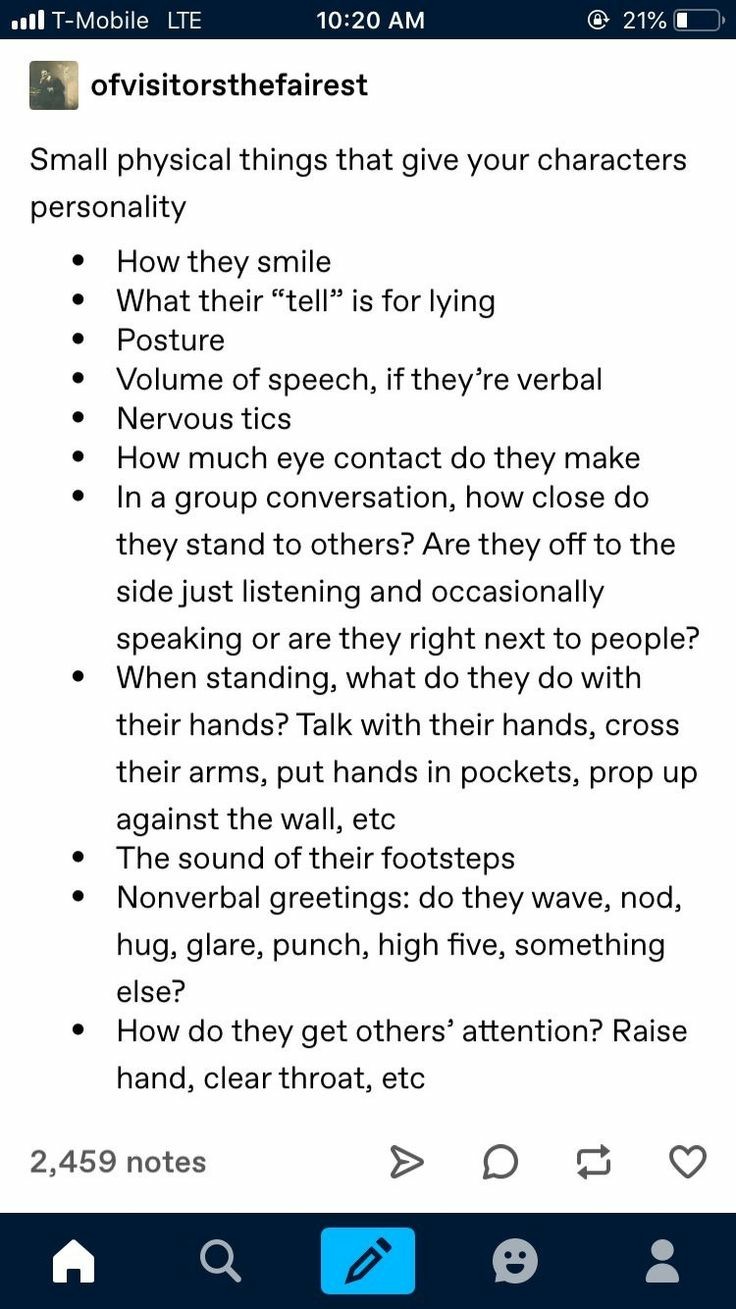 T-Mobile LTE 10:20 AM 21%
ofvisitorsthefairest
Small physical things that give your characters
personality
• How they smile
• What their “tell” is for lying
• Posture
• Volume of speech, if they’re verbal
• Nervous tics
• How much eye contact do they make
• In a group conversation, how close do
they stand to others? Are they off to the
side just listening and occasionally
speaking or are they right next to people?
• When standing, what do they do with
their hands? Talk with their hands, cross
their arms, put hands in pockets, prop up
against the wall, etc
• The sound of their footsteps
• Nonverbal greetings: do they wave, nod,
hug, glare, punch, high five, something
else?
• How do they get others’ attention? Raise
hand, clear throat, etc
2,459 notes